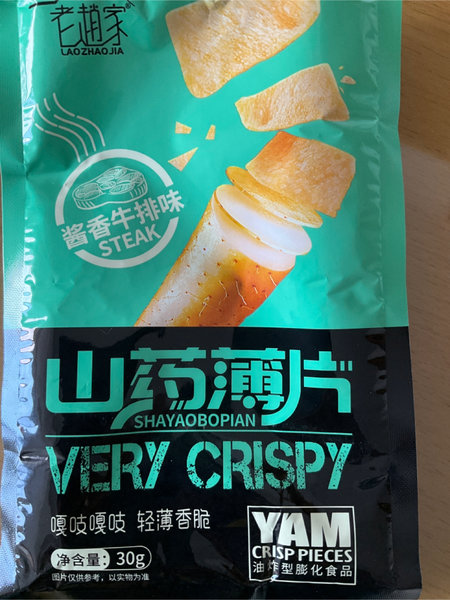 老趙家
LAOZHAOJIA
酱香牛排味
STEAK
山药薄片
SHAYAOBOPIAN
VERY CRISPY
嘎吱嘎吱 轻薄香脆
净含量: 30g
图片仅供参考，以实物为准
YAM
CRISP PIECES
油炸型膨化食品